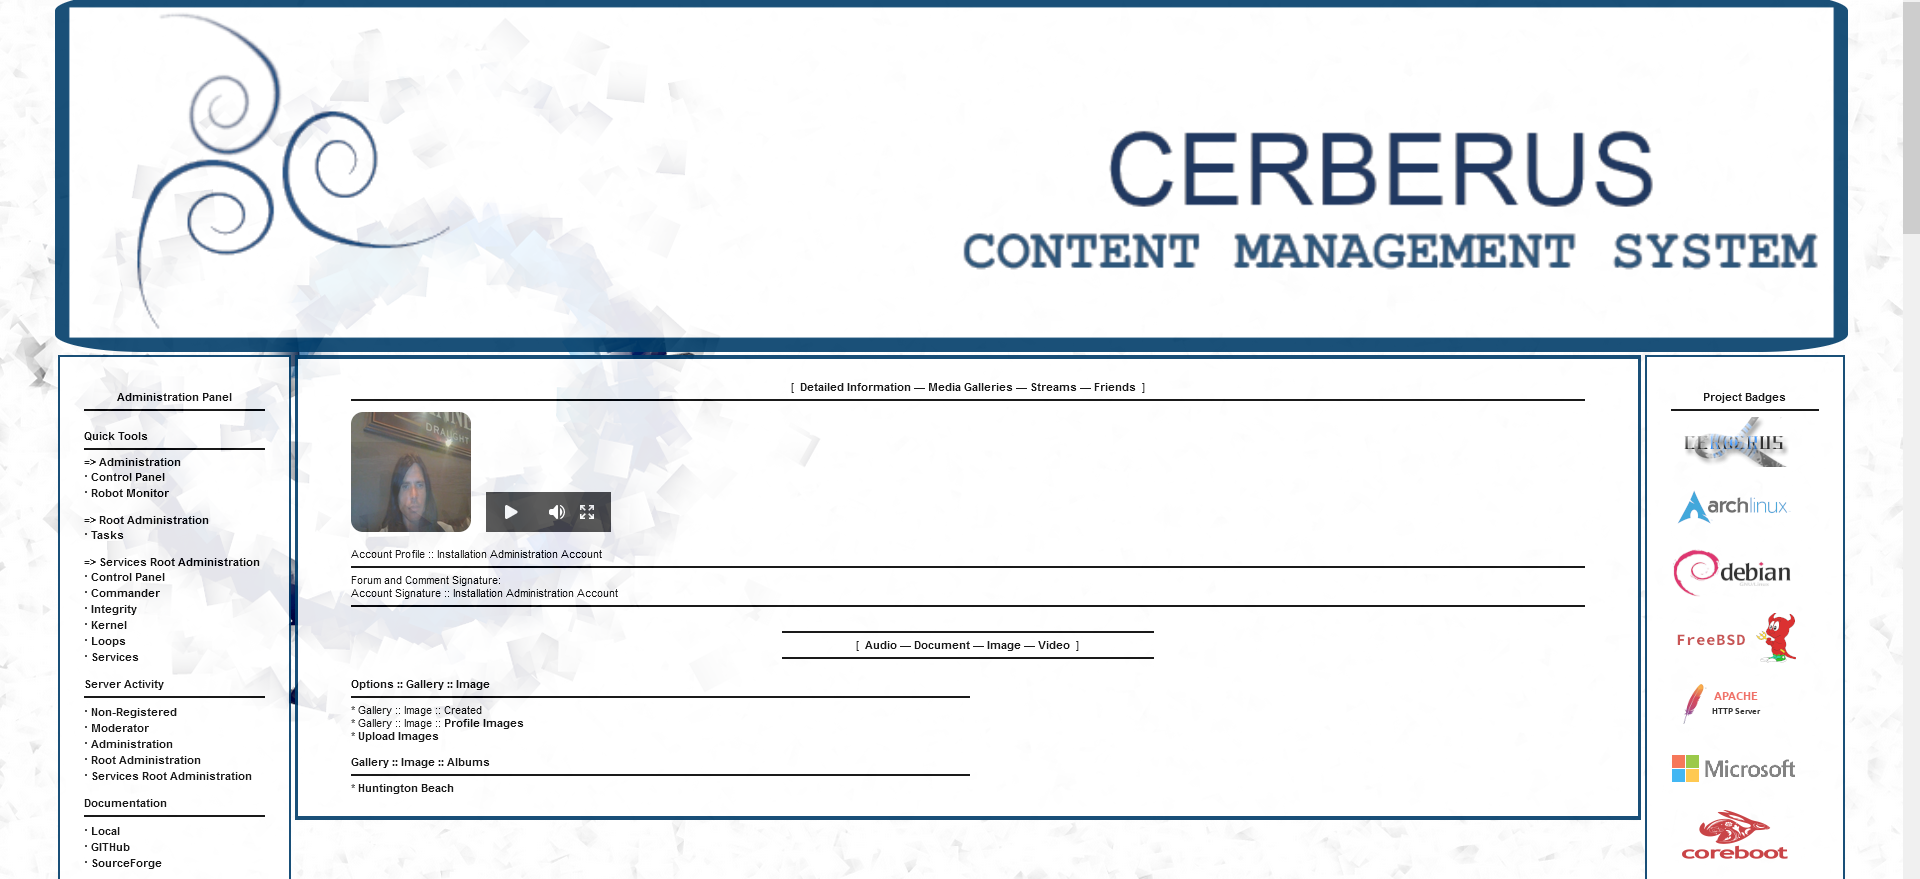 CERBERUS
CONTENT MANAGEMENT SYSTEM
Administration Panel
Quick Tools
=> Administration
· Control Panel
· Robot Monitor
=> Root Administration
· Tasks
=> Services Root Administration
· Control Panel
· Commander
· Integrity
· Kernel
· Loops
· Services
Server Activity
· Non-Registered
· Moderator
· Administration
· Root Administration
· Services Root Administration
Documentation
· Local
· GITHub
· SourceForge
[ Detailed Information — Media Galleries — Streams — Friends ]
DRAUGHT
Account Profile :: Installation Administration Account
Forum and Comment Signature:
Account Signature :: Installation Administration Account
[ Audio — Document — Image — Video ]
Options :: Gallery :: Image
* Gallery :: Image :: Created
* Gallery :: Image :: Profile Images
* Upload Images
Gallery :: Image :: Albums
* Huntington Beach
Project Badges
CERBERUS
archlinux
debian
FreeBSD
APACHE
HTTP Server
Microsoft
coreboot